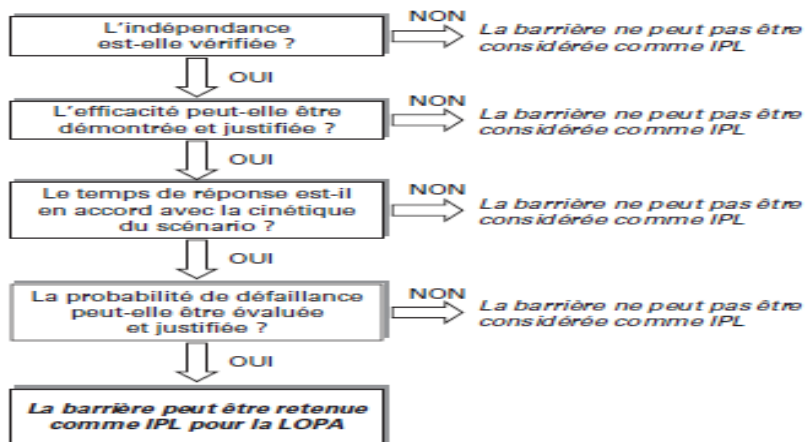 L'indépendance
est-elle vérifiée ?
NON
La barrière ne peut pas être
considérée comme IPL
OUI
L'efficacité peut-elle être
démontrée et justifiée ?
NON
La barrière ne peut pas être
considérée comme IPL
OUI
Le temps de réponse est-il
en accord avec la cinétique
du scénario ?
NON
La barrière ne peut pas être
considérée comme IPL
OUI
La probabilité de défaillance
peut-elle être évaluée
et justifiée ?
NON
La barrière ne peut pas être
considérée comme IPL
OUI
La barrière peut être retenue
comme IPL pour la LOPA